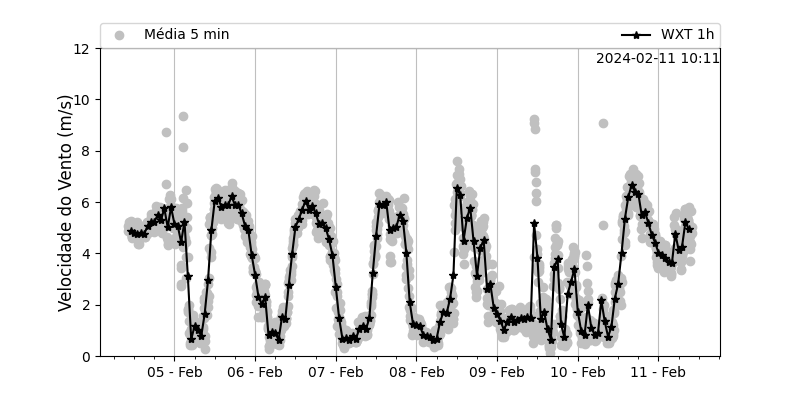 Média 5 min
WXT 1h
2024-02-11 10:11
Velocidade do Vento (m/s)
12
10
8
6
4
2
0
05 - Feb
06 - Feb
07 - Feb
08 - Feb
09 - Feb
10 - Feb
11 - Feb